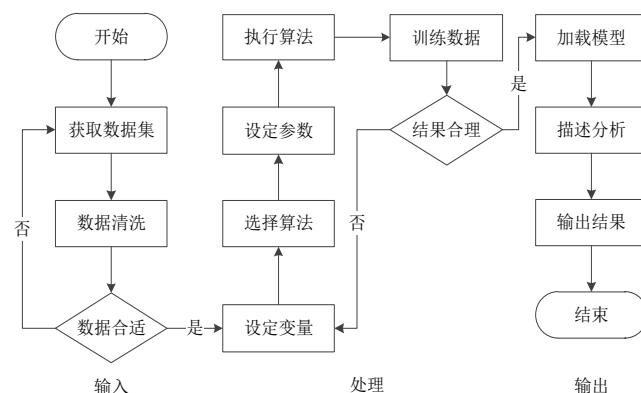 开始
获取数据集
数据清洗
数据合适
否
是
输入
设定变量
选择算法
设定参数
执行算法
训练数据
结果合理
否
是
处理
加载模型
描述分析
输出结果
结束
输出